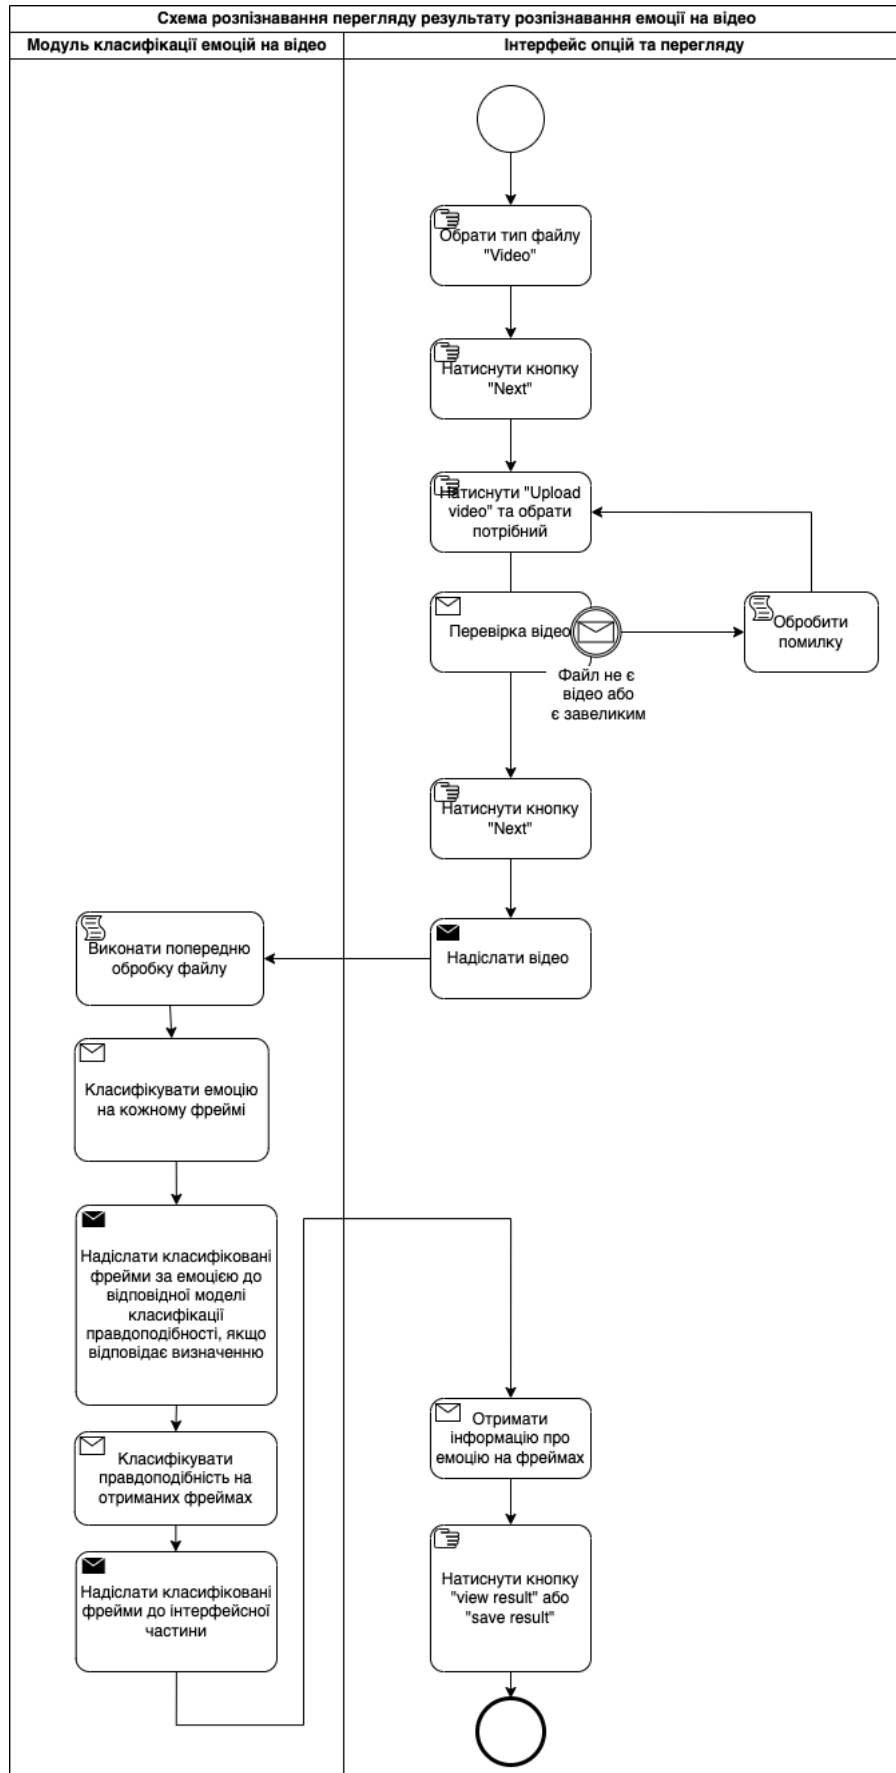 Схема розпізнавання перегляду результату розпізнавання емоції на відео
Модуль класифікації емоцій на відео
Інтерфейс опцій та перегляду
Обрати тип файлу
"Video"
Натиснути кнопку
"Next"
Натиснути "Upload
video" та обрати
потрібний
Перевірка відео
Файл не є
відео або
є завеликим
Обробити
помилку
Натиснути кнопку
"Next"
Надіслати відео
Виконати попередню
обробку файлу
Класифікувати емоцію
на кожному фреймі
Надіслати класифіковані
фрейми за емоцією до
відповідної моделі
класифікації
правдоподібності, якщо
відповідає визначенню
Класифікувати
правдоподібність на
отриманих фреймах
Надіслати класифіковані
фрейми до інтерфейсної
частини
Отримати
інформацію про
емоцію на фреймах
Натиснути кнопку
"view result" або
"save result"